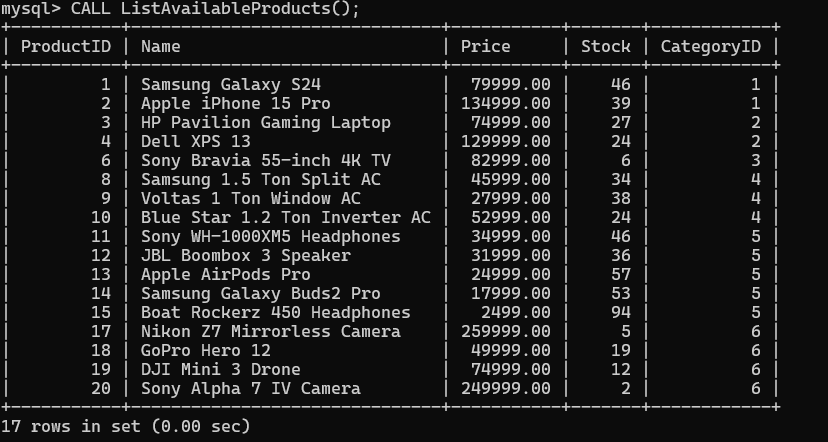 mysql> CALL ListAvailableProducts();
+-----------+--------------------------------+-----------+-------+------------+
| ProductID | Name                           | Price     | Stock | CategoryID |
+-----------+--------------------------------+-----------+-------+------------+
|         1 | Samsung Galaxy S24             |  79999.00 |    46 |          1 |
|         2 | Apple iPhone 15 Pro            | 134999.00 |    39 |          1 |
|         3 | HP Pavilion Gaming Laptop      |  74999.00 |    27 |          2 |
|         4 | Dell XPS 13                    | 129999.00 |    24 |          2 |
|         6 | Sony Bravia 55-inch 4K TV      |  82999.00 |     6 |          3 |
|         8 | Samsung 1.5 Ton Split AC       |  45999.00 |    34 |          4 |
|         9 | Voltas 1 Ton Window AC         |  27999.00 |    38 |          4 |
|        10 | Blue Star 1.2 Ton Inverter AC  |  52999.00 |    24 |          4 |
|        11 | Sony WH-1000XM5 Headphones     |  34999.00 |    46 |          5 |
|        12 | JBL Boombox 3 Speaker          |  31999.00 |    36 |          5 |
|        13 | Apple AirPods Pro              |  24999.00 |    57 |          5 |
|        14 | Samsung Galaxy Buds2 Pro       |  17999.00 |    53 |          5 |
|        15 | Boat Rockerz 450 Headphones    |   2499.00 |    94 |          5 |
|        17 | Nikon Z7 Mirrorless Camera     | 259999.00 |     5 |          6 |
|        18 | GoPro Hero 12                  |  49999.00 |    19 |          6 |
|        19 | DJI Mini 3 Drone               |  74999.00 |    12 |          6 |
|        20 | Sony Alpha 7 IV Camera         | 249999.00 |     2 |          6 |
+-----------+--------------------------------+-----------+-------+------------+
17 rows in set (0.00 sec)